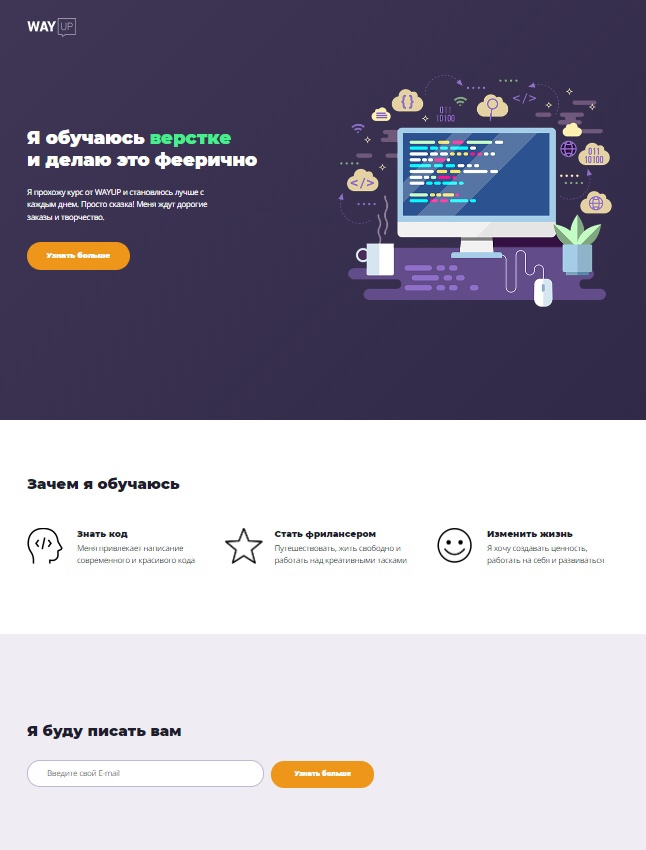 WAY UP
Я обучаюсь верстке
и делаю это феерично
Я прохожу курс от WAYUP и становлюсь лучше с
каждым днем. Просто сказка! Меня ждут дорогие
заказы и творчество.
Узнать больше
{ }
011
10100
</>
011
10100
</>
Зачем я обучаюсь
</>
Знать код
Меня привлекает написание
современного и красивого кода
Стать фрилансером
Путешествовать, жить свободно и
работать над креативными тасками
Изменить жизнь
Я хочу создавать ценность,
работать на себя и развиваться
Я буду писать вам
Введите свой E-mail
Узнать больше